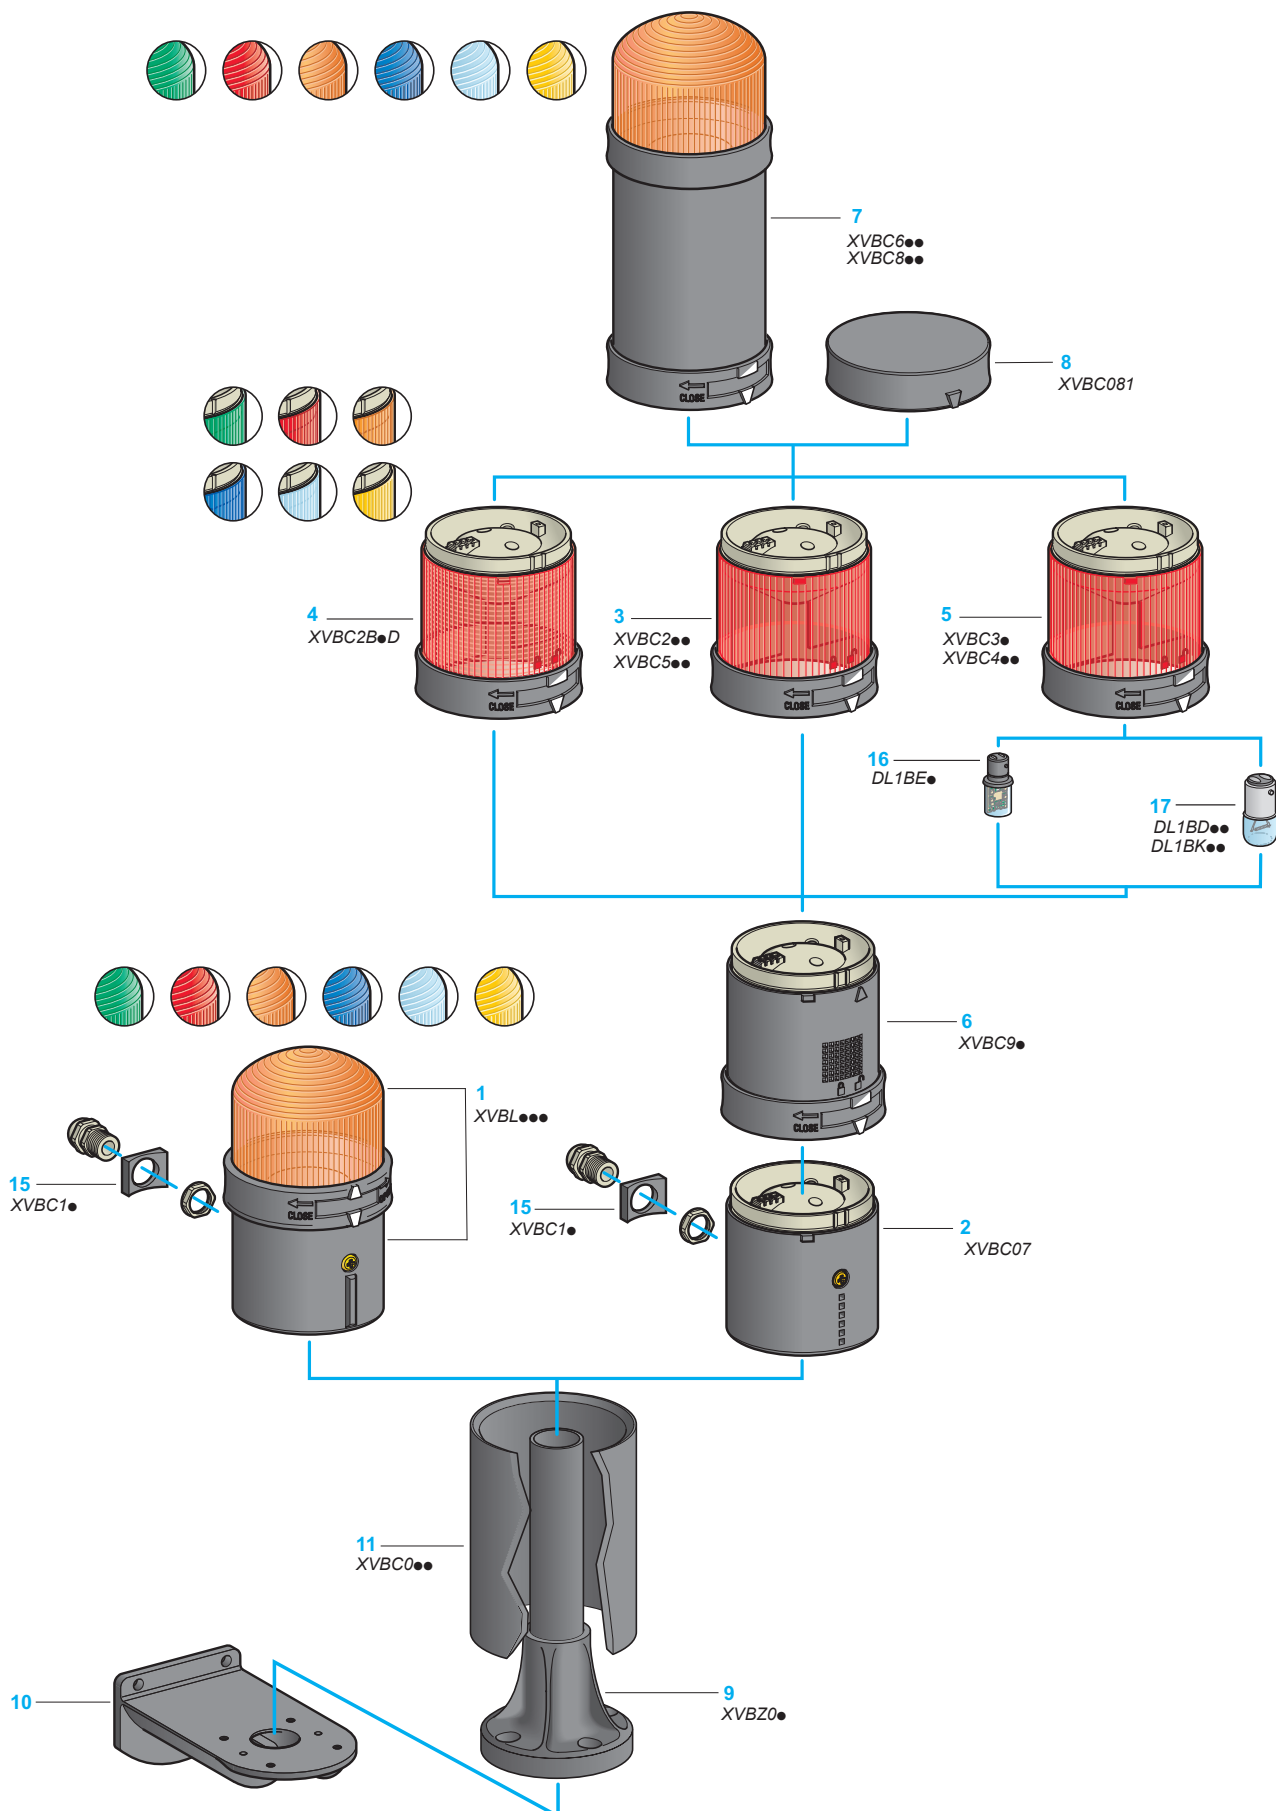 7
XVBC6●●
XVBC8●●
CLOSE
8
XVBC081
4
XVBC2B●D
CLOSE
3
XVBC2●●
XVBC5●●
CLOSE
5
XVBC3●
XVBC4●●
CLOSE
16
DL1BE●
17
DL1BD●●
DL1BK●●
6
XVBC9●
CLOSE
1
XVBL●●●
CLOSE
15
XVBC1●
15
XVBC1●
2
XVBC07
11
XVBC0●●
10
9
XVBZ0●